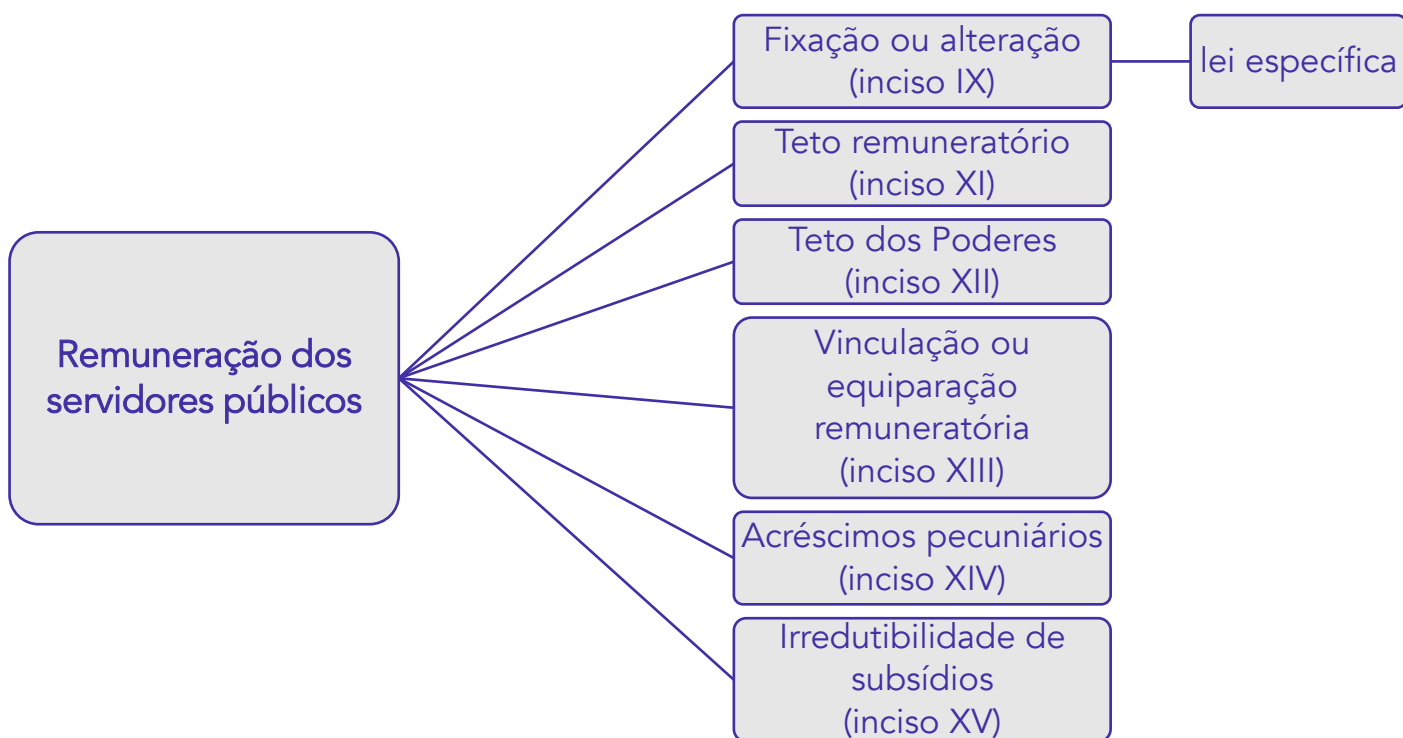 Remuneração dos
servidores públicos
Fixação ou alteração
(inciso IX)
lei específica
Teto remuneratório
(inciso XI)
Teto dos Poderes
(inciso XII)
Vinculação ou
equiparação
remuneratória
(inciso XIII)
Acréscimos pecuniários
(inciso XIV)
Irredutibilidade de
subsídios
(inciso XV)